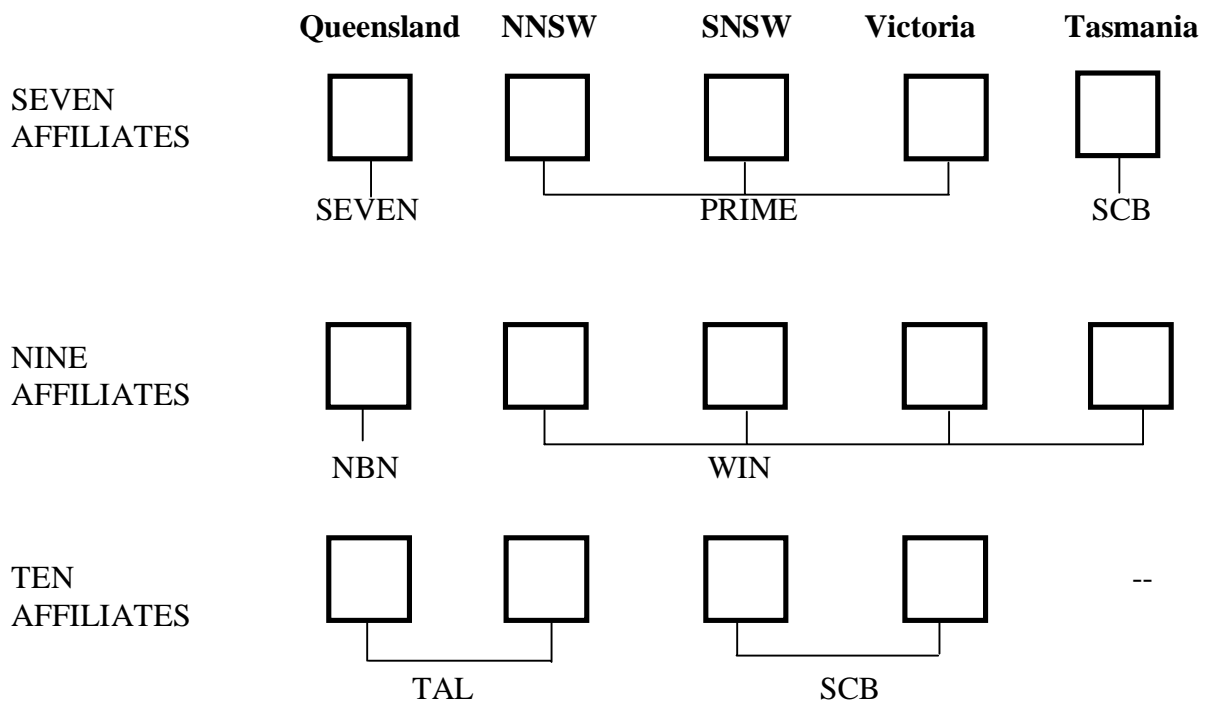 Queensland NNSW SNSW Victoria Tasmania
SEVEN
AFFILIATES
SEVEN PRIME SCB
NINE
AFFILIATES
NBN WIN
TEN
AFFILIATES
--
TAL SCB